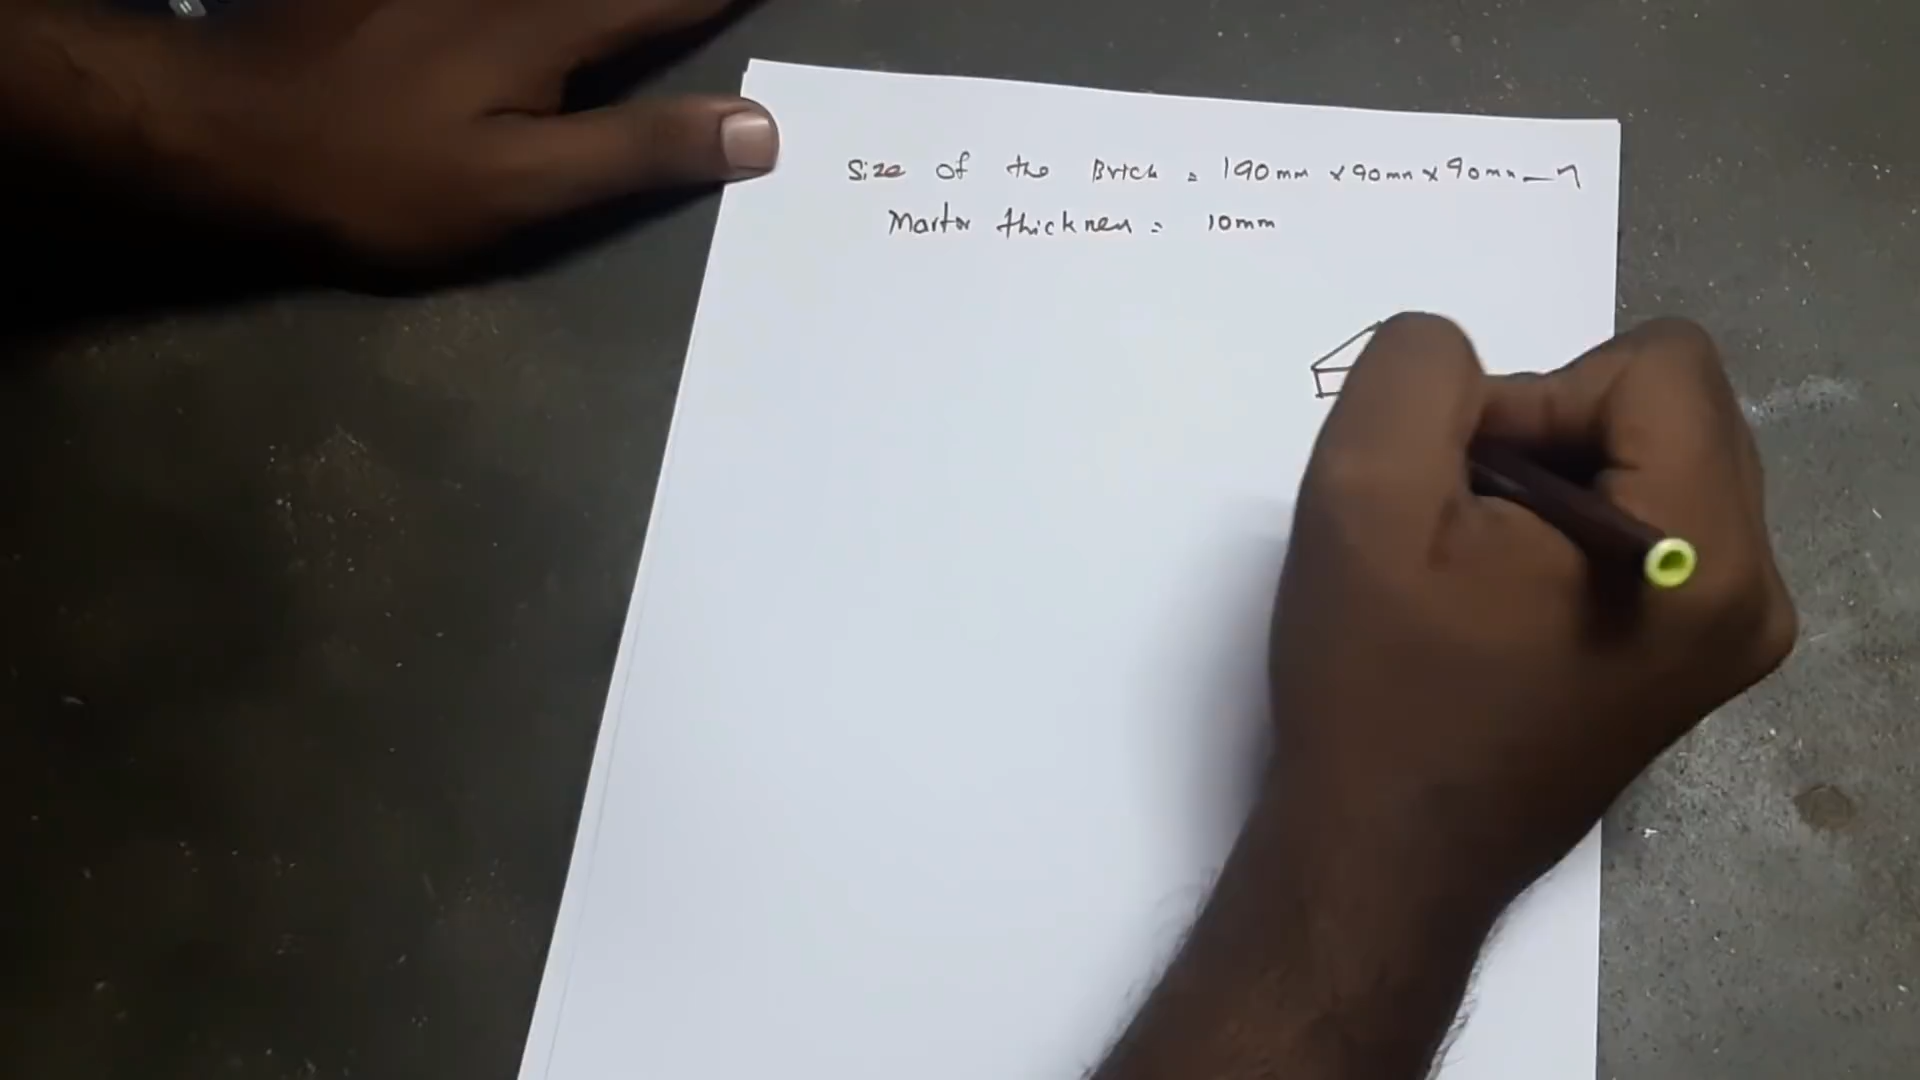 Size of the Brick = 190mm x 90mm x 90mm
Mortar thickness = 10mm